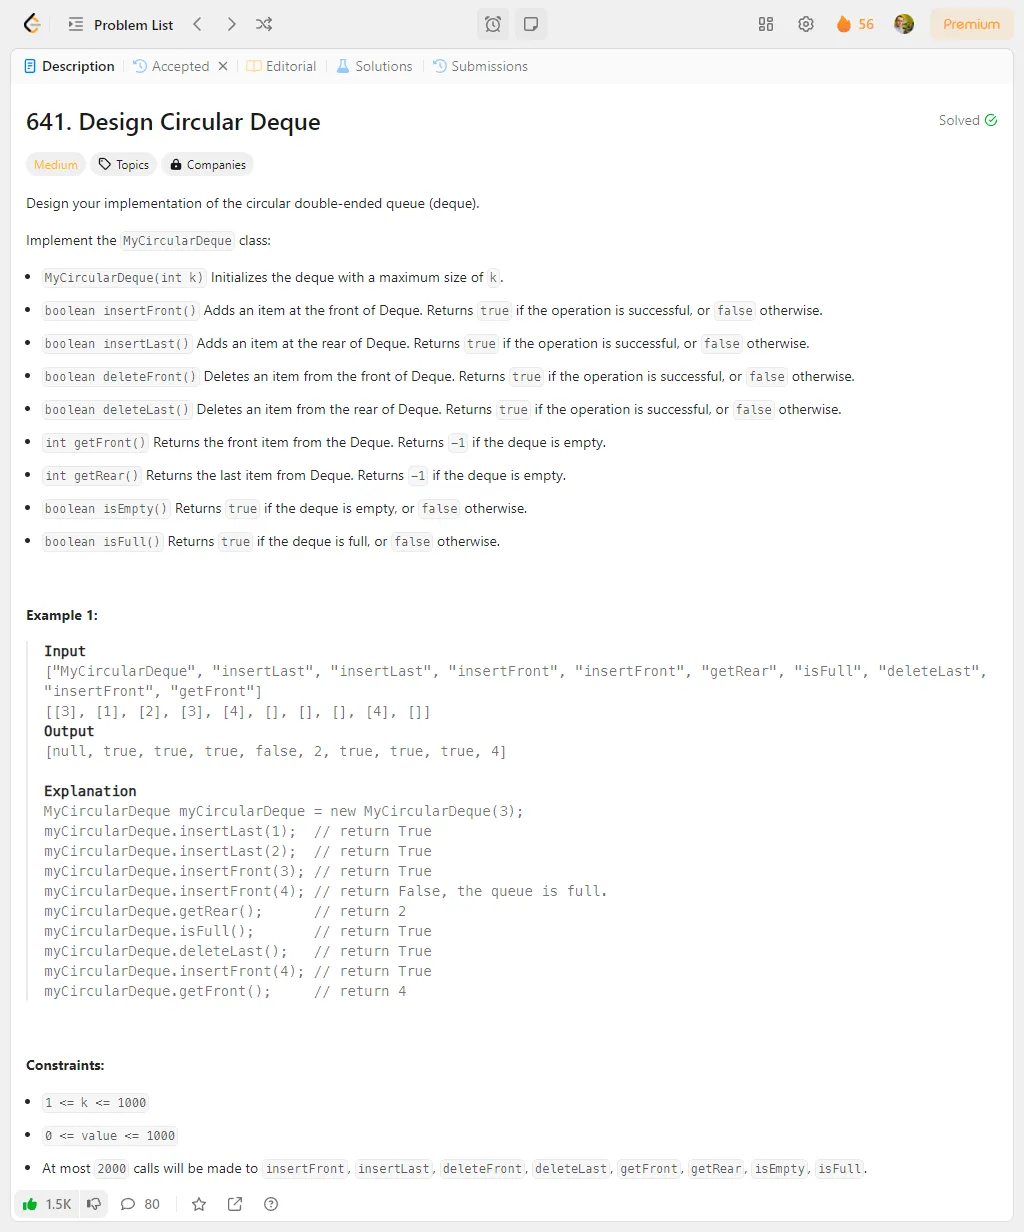 Problem List
56
Premium
Description
Accepted
Editorial
Solutions
Submissions
641. Design Circular Deque
Solved
Medium
Topics
Companies
Design your implementation of the circular double-ended queue (deque).
Implement the MyCircularDeque class:
MyCircularDeque(int k) Initializes the deque with a maximum size of k.
boolean insertFront() Adds an item at the front of Deque. Returns true if the operation is successful, or false otherwise.
boolean insertLast() Adds an item at the rear of Deque. Returns true if the operation is successful, or false otherwise.
boolean deleteFront() Deletes an item from the front of Deque. Returns true if the operation is successful, or false otherwise.
boolean deleteLast() Deletes an item from the rear of Deque. Returns true if the operation is successful, or false otherwise.
int getFront() Returns the front item from the Deque. Returns -1 if the deque is empty.
int getRear() Returns the last item from Deque. Returns -1 if the deque is empty.
boolean isEmpty() Returns true if the deque is empty, or false otherwise.
boolean isFull() Returns true if the deque is full, or false otherwise.
Example 1:
Input
["MyCircularDeque", "insertLast", "insertLast", "insertFront", "insertFront", "getRear", "isFull", "deleteLast",
"insertFront", "getFront"]
[[3], [1], [2], [3], [4], [], [], [], [4], []]
Output
[null, true, true, true, false, 2, true, true, true, 4]
Explanation
MyCircularDeque myCircularDeque = new MyCircularDeque(3);
myCircularDeque.insertLast(1);  // return True
myCircularDeque.insertLast(2);  // return True
myCircularDeque.insertFront(3); // return True
myCircularDeque.insertFront(4); // return False, the queue is full.
myCircularDeque.getRear();      // return 2
myCircularDeque.isFull();       // return True
myCircularDeque.deleteLast();   // return True
myCircularDeque.insertFront(4); // return True
myCircularDeque.getFront();     // return 4
Constraints:
1 <= k <= 1000
0 <= value <= 1000
At most 2000 calls will be made to insertFront, insertLast, deleteFront, deleteLast, getFront, getRear, isEmpty, isFull.
1.5K
80